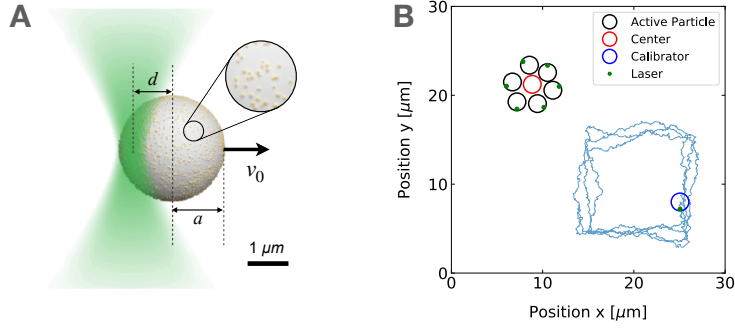 A
d
v0
a
1 μm
B
Active Particle
Center
Calibrator
Laser
30
20
10
0
Position y [μm]
0 10 20 30
Position x [μm]